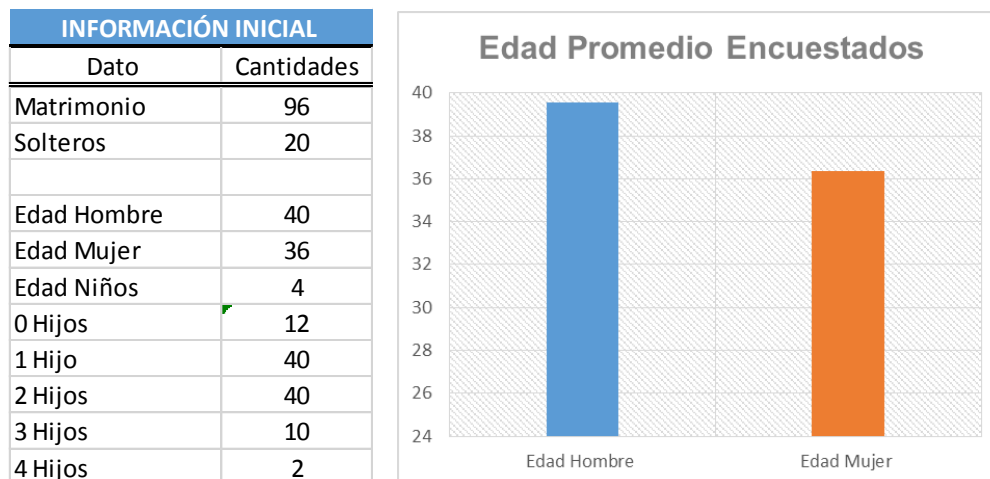 INFORMACIÓN INICIAL
Dato Cantidades
Matrimonio 96
Solteros 20
Edad Hombre 40
Edad Mujer 36
Edad Niños 4
0 Hijos 12
1 Hijo 40
2 Hijos 40
3 Hijos 10
4 Hijos 2
Edad Promedio Encuestados
40
38
36
34
32
30
28
26
24
Edad Hombre Edad Mujer